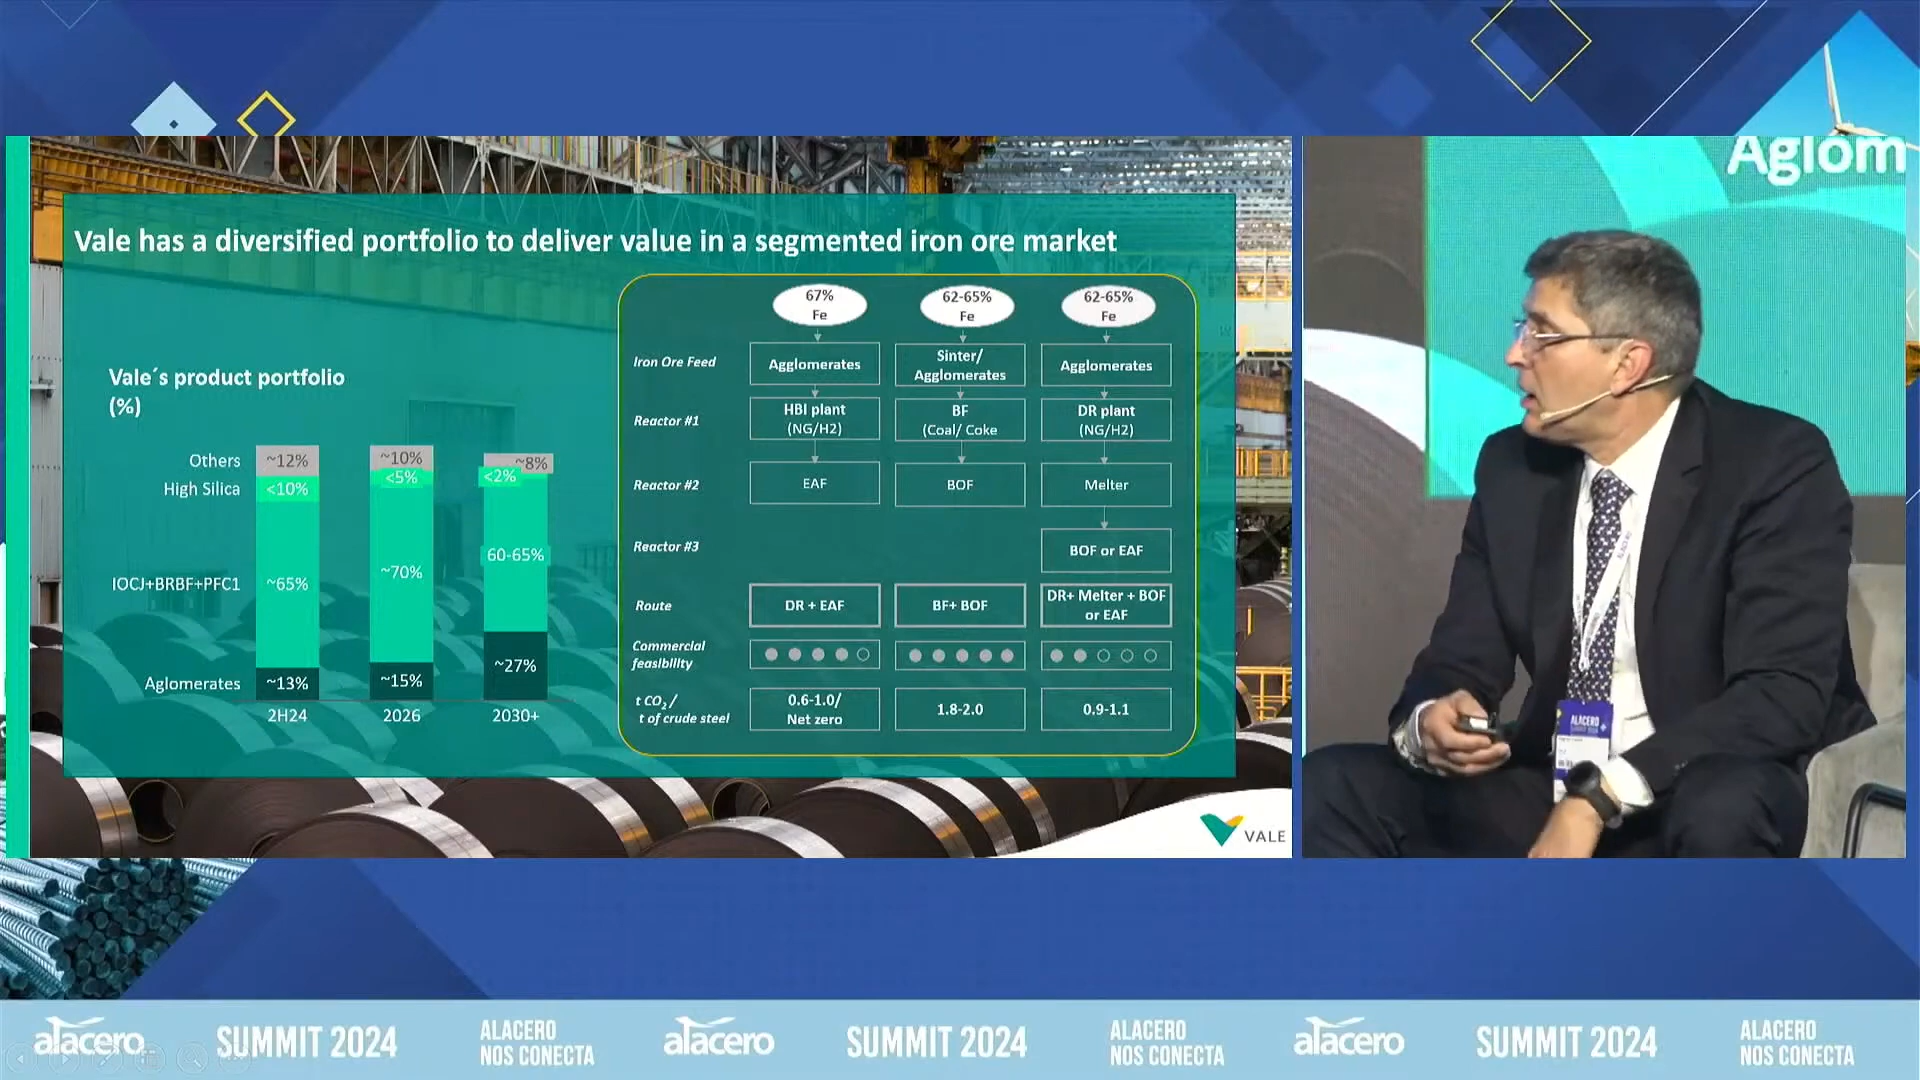 Aglom
Vale has a diversified portfolio to deliver value in a segmented iron ore market
Vale´s product portfolio
(%)
Others
High Silica
IOCJ+BRBF+PFC1
Aglomerates
~12%
<10%
~65%
~13%
2H24
~10%
<5%
~70%
~15%
2026
~8%
<2%
60-65%
~27%
2030+
67%
Fe
62-65%
Fe
62-65%
Fe
Iron Ore Feed
Agglomerates
Sinter/
Agglomerates
Agglomerates
Reactor #1
HBI plant
(NG/H2)
BF
(Coal/ Coke
DR plant
(NG/H2)
Reactor #2
EAF
BOF
Melter
Reactor #3
BOF or EAF
Route
DR + EAF
BF+ BOF
DR+ Melter + BOF
or EAF
Commercial
feasibility
t CO₂ /
t of crude steel
0.6-1.0/
Net zero
1.8-2.0
0.9-1.1
VALE
ALACERO
alacero SUMMIT 2024 ALACERO
NOS CONECTA
alacero SUMMIT 2024 ALACERO
NOS CONECTA
alacero SUMMIT 2024 ALACERO
NOS CONECTA